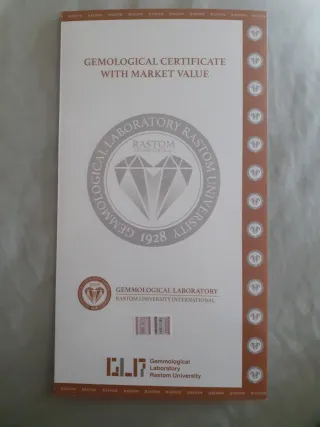 GEMOLOGICAL CERTIFICATE
WITH MARKET VALUE
GEMMOLOGICAL LABORATORY RASTOM UNIVERSITY
RASTOM
1928
GEMMOLOGICAL LABORATORY
RASTOM UNIVERSITY INTERNATIONAL
GLR
Gemmological
Laboratory
Rastom University